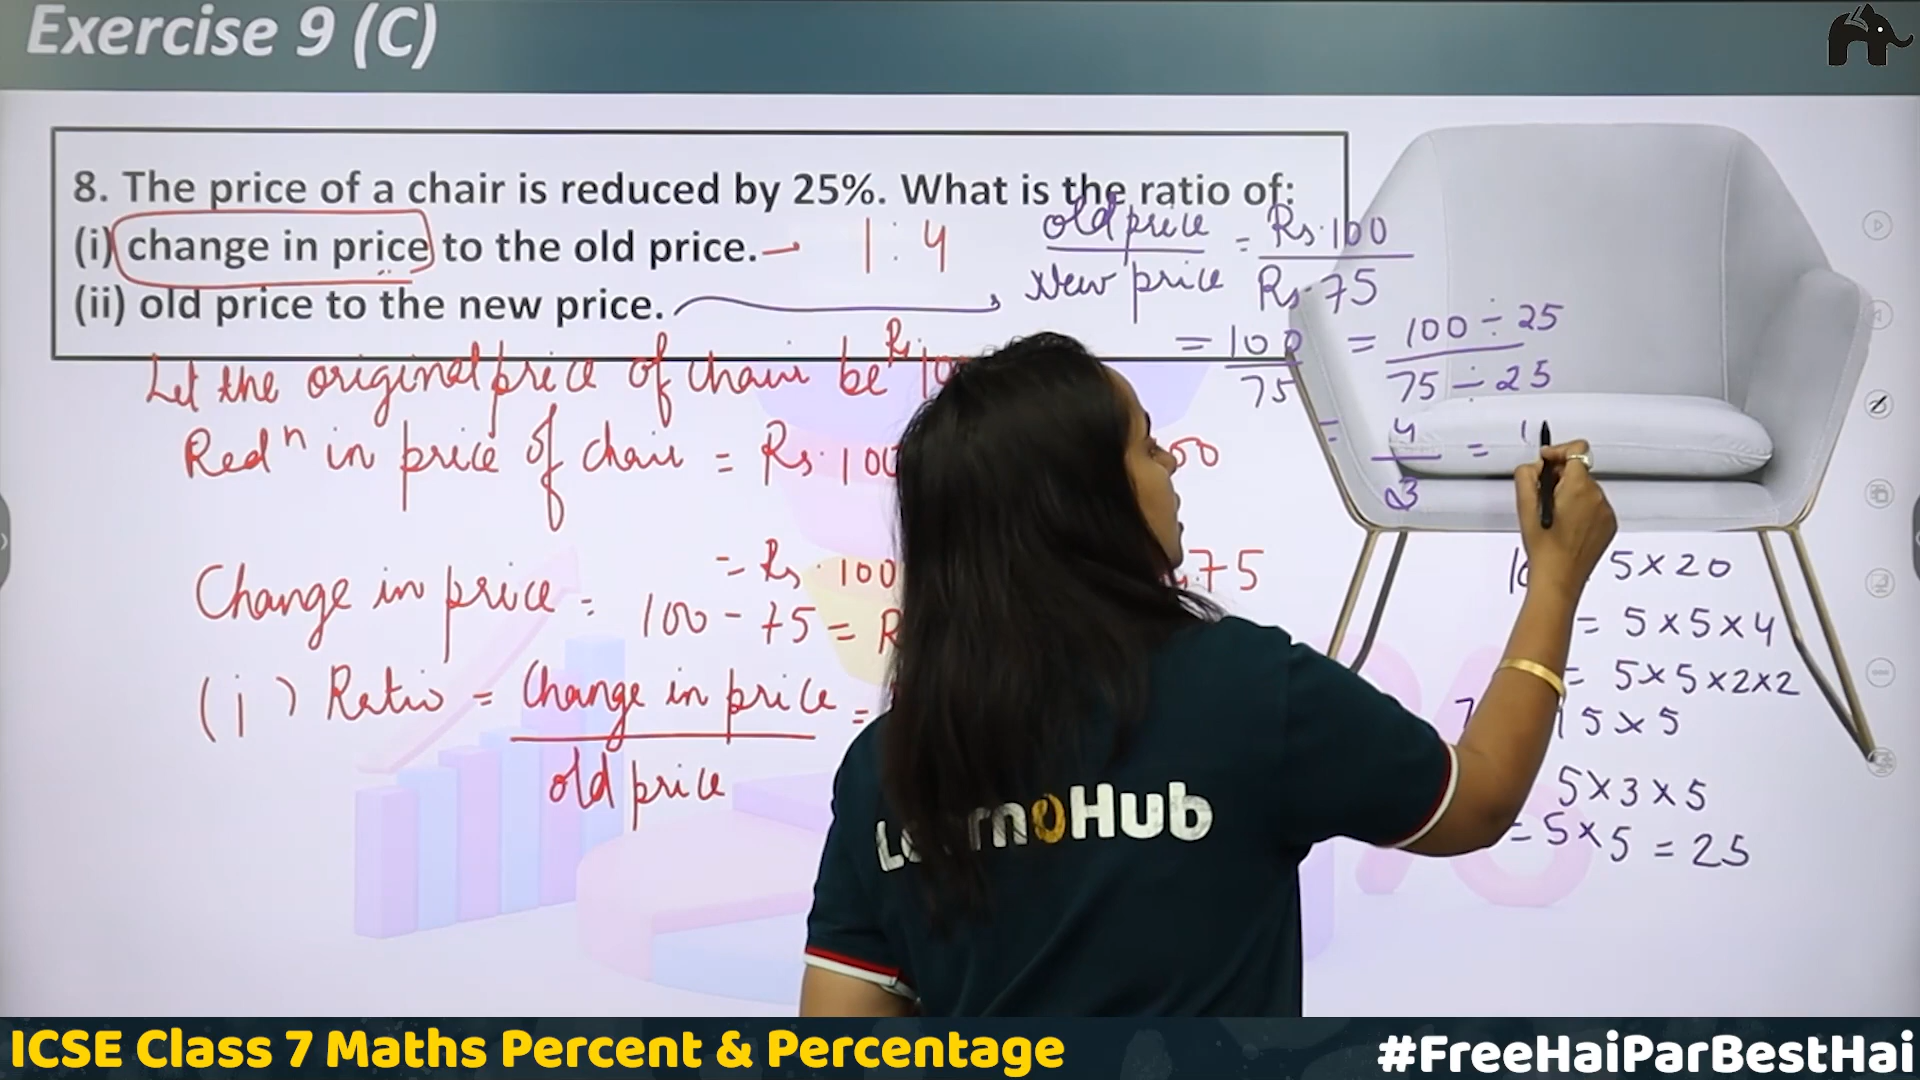 Exercise 9 (C)
8. The price of a chair is reduced by 25%. What is the ratio of:
(i) change in price to the old price. → 1 : 4
(ii) old price to the new price.
old price / New price = Rs. 100 / Rs. 75
= 100 / 75 = 100 ÷ 25 / 75 ÷ 25
= 4 / 3 =
Let the original price of chair be Rs
Redn in price of chair = Rs. 100
= Rs. 100
75
Change in price = 100 - 75 =
(i) Ratio = Change in price / old price =
5 × 20
= 5 × 5 × 4
= 5 × 5 × 2 × 2
15 × 5
5 × 3 × 5
= 5 × 5 = 25
LearnoHub
ICSE Class 7 Maths Percent & Percentage
#FreeHaiParBestHai